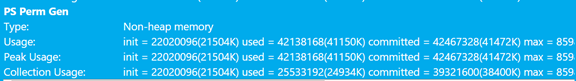 PS Perm Gen
Type: Non-heap memory
Usage: init = 22020096(21504K) used = 42138168(41150K) committed = 42467328(41472K) max = 859
Peak Usage: init = 22020096(21504K) used = 42138168(41150K) committed = 42467328(41472K) max = 859
Collection Usage: init = 22020096(21504K) used = 25533192(24934K) committed = 39321600(38400K) max = 859